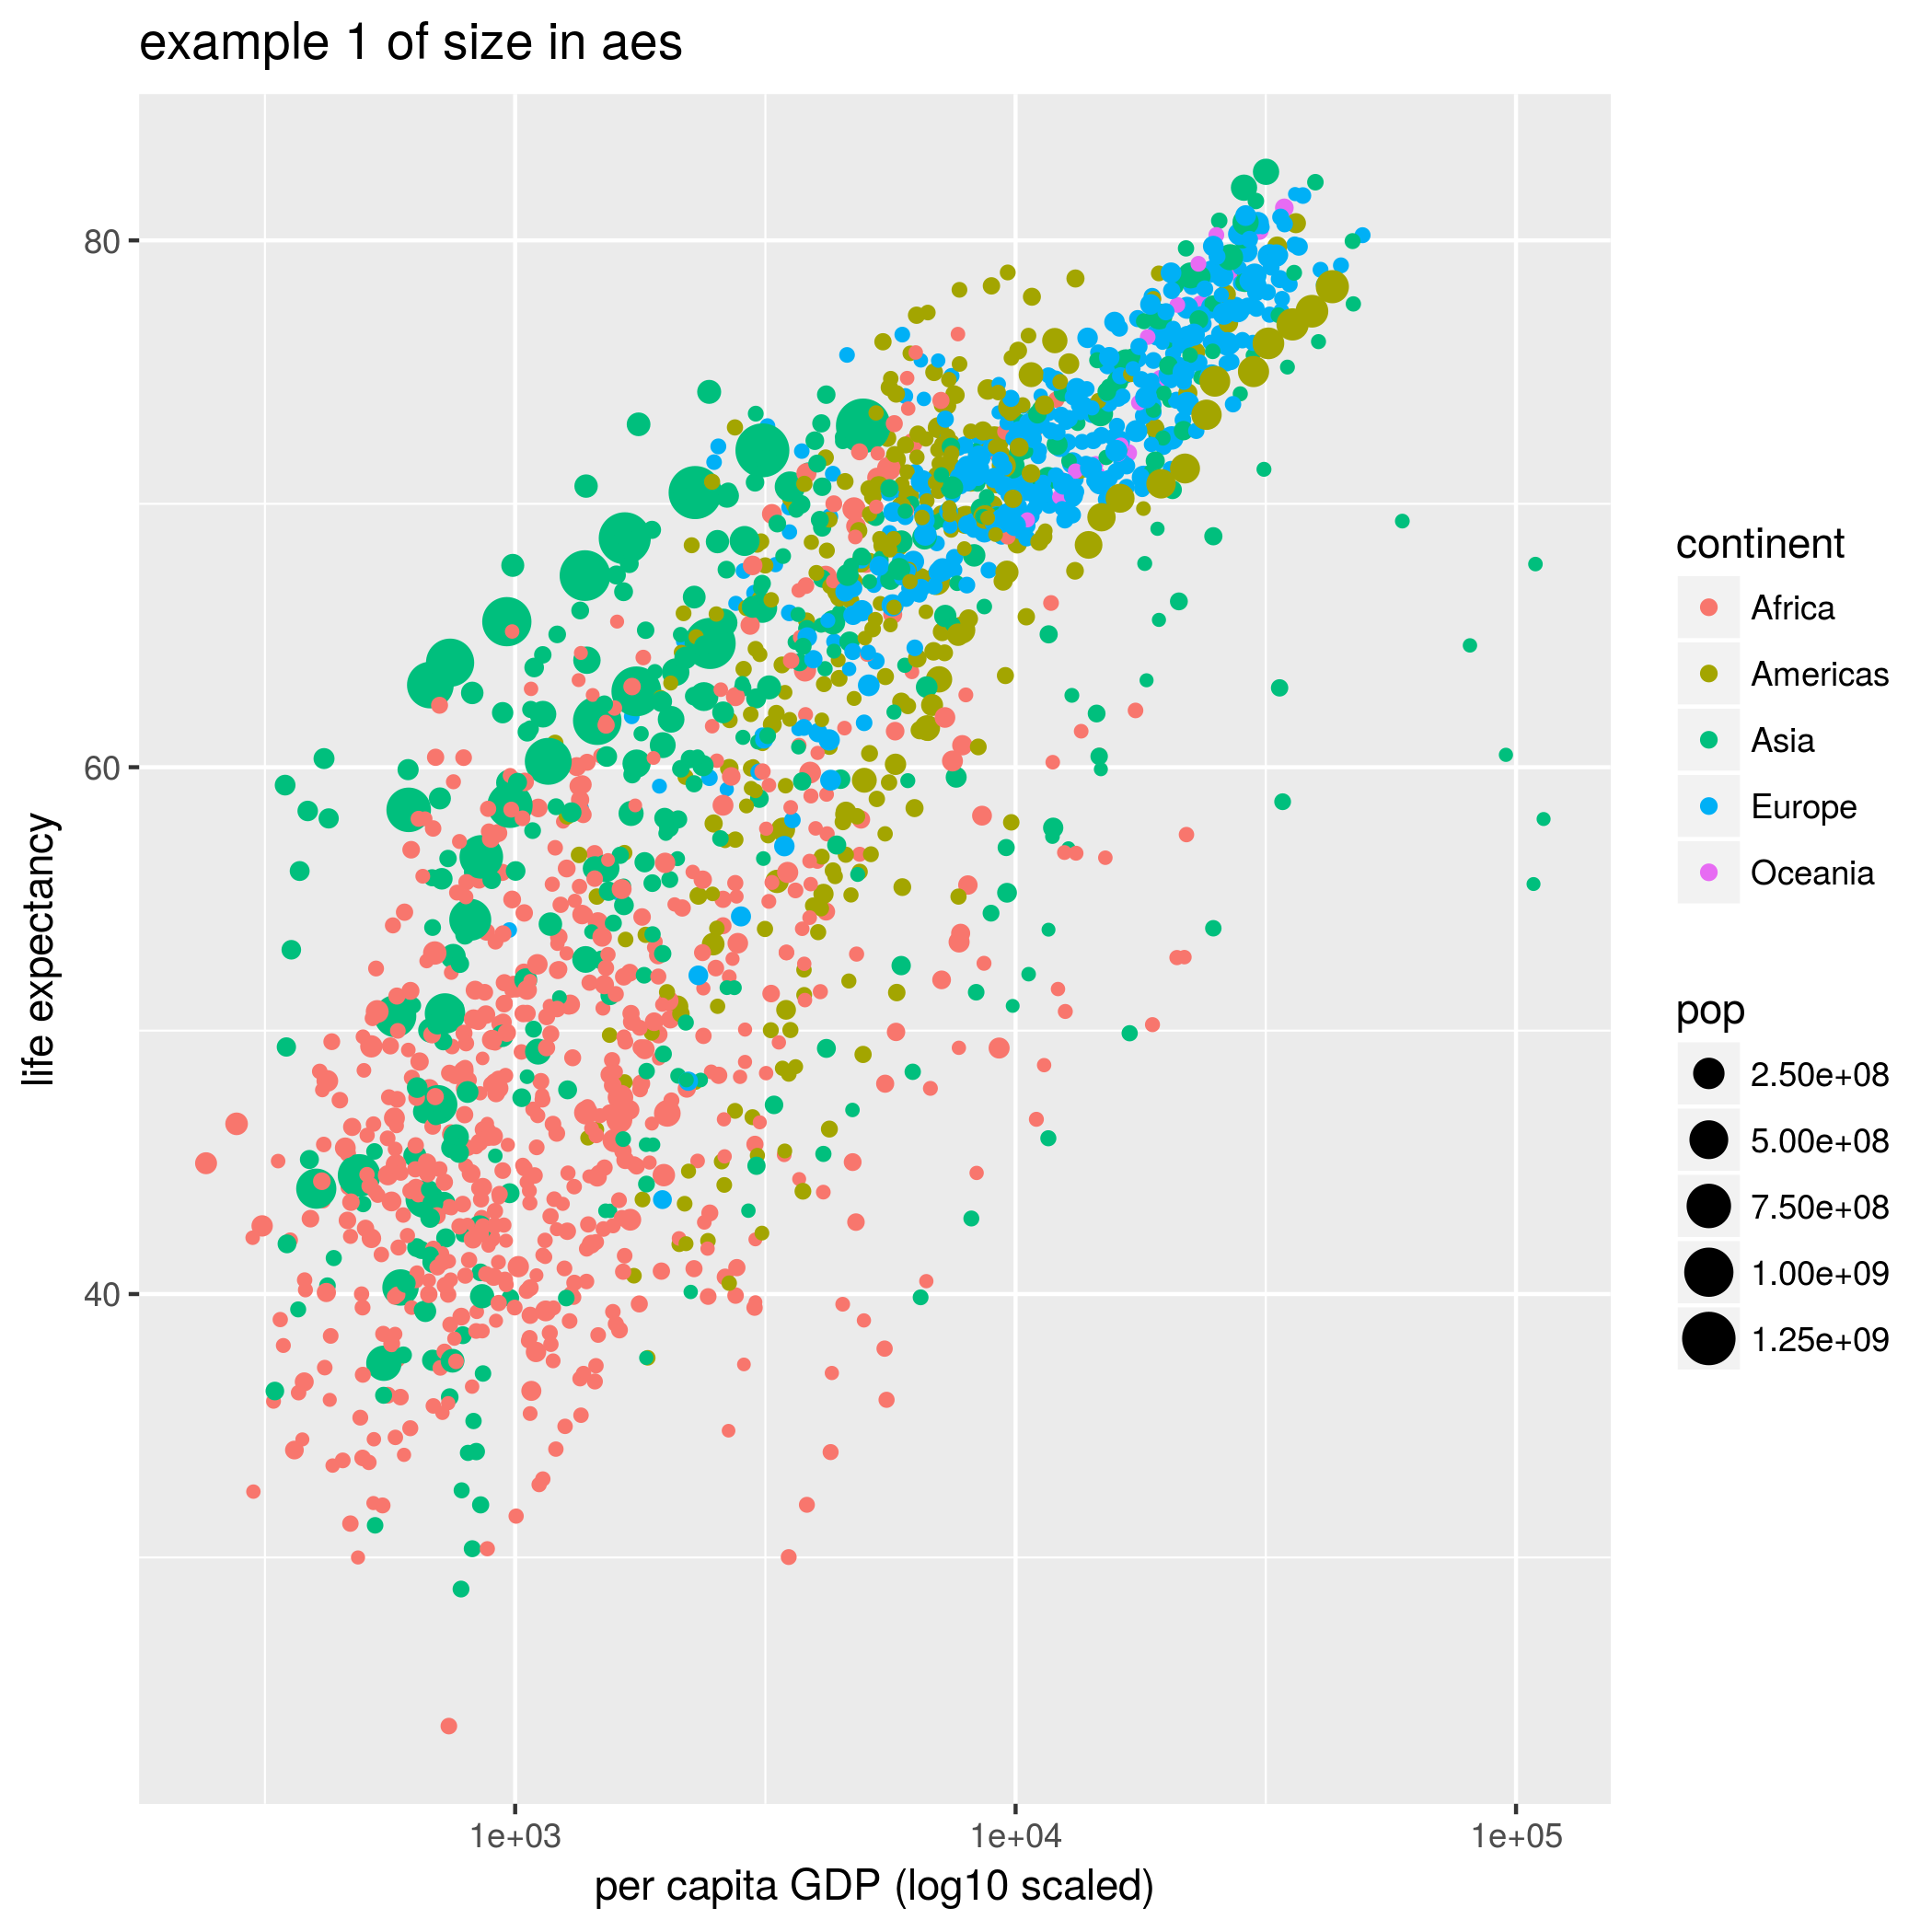 example 1 of size in aes
80
60
40
life expectancy
1e+03
1e+04
1e+05
per capita GDP (log10 scaled)
continent
Africa
Americas
Asia
Europe
Oceania
pop
2.50e+08
5.00e+08
7.50e+08
1.00e+09
1.25e+09